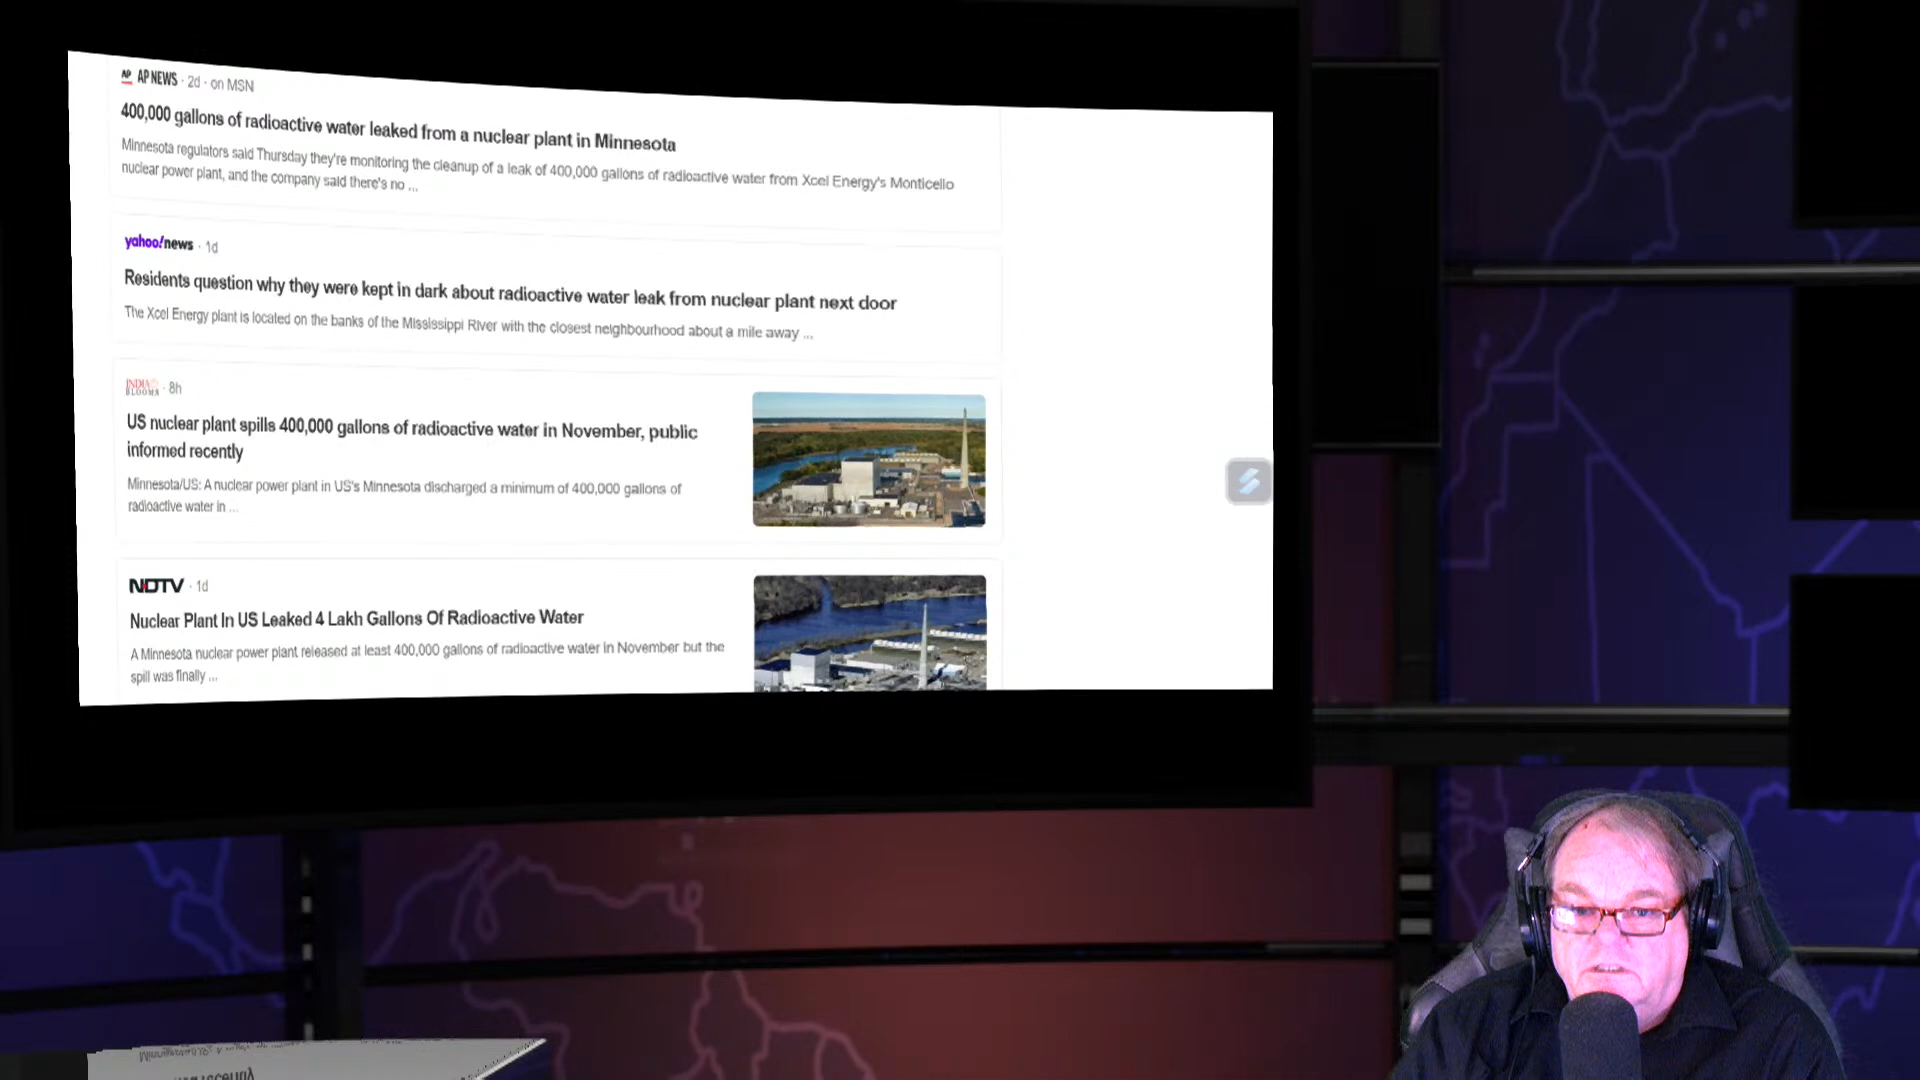 AP AP NEWS · 2d · on MSN
400,000 gallons of radioactive water leaked from a nuclear plant in Minnesota
Minnesota regulators said Thursday they're monitoring the cleanup of a leak of 400,000 gallons of radioactive water from Xcel Energy's Monticello
nuclear power plant, and the company said there's no ...
yahoo!news · 1d
Residents question why they were kept in dark about radioactive water leak from nuclear plant next door
The Xcel Energy plant is located on the banks of the Mississippi River with the closest neighbourhood about a mile away ...
INDIA BLOOMS · 8h
US nuclear plant spills 400,000 gallons of radioactive water in November, public
informed recently
Minnesota/US: A nuclear power plant in US's Minnesota discharged a minimum of 400,000 gallons of
radioactive water in ...
NDTV · 1d
Nuclear Plant In US Leaked 4 Lakh Gallons Of Radioactive Water
A Minnesota nuclear power plant released at least 400,000 gallons of radioactive water in November but the
spill was finally ...